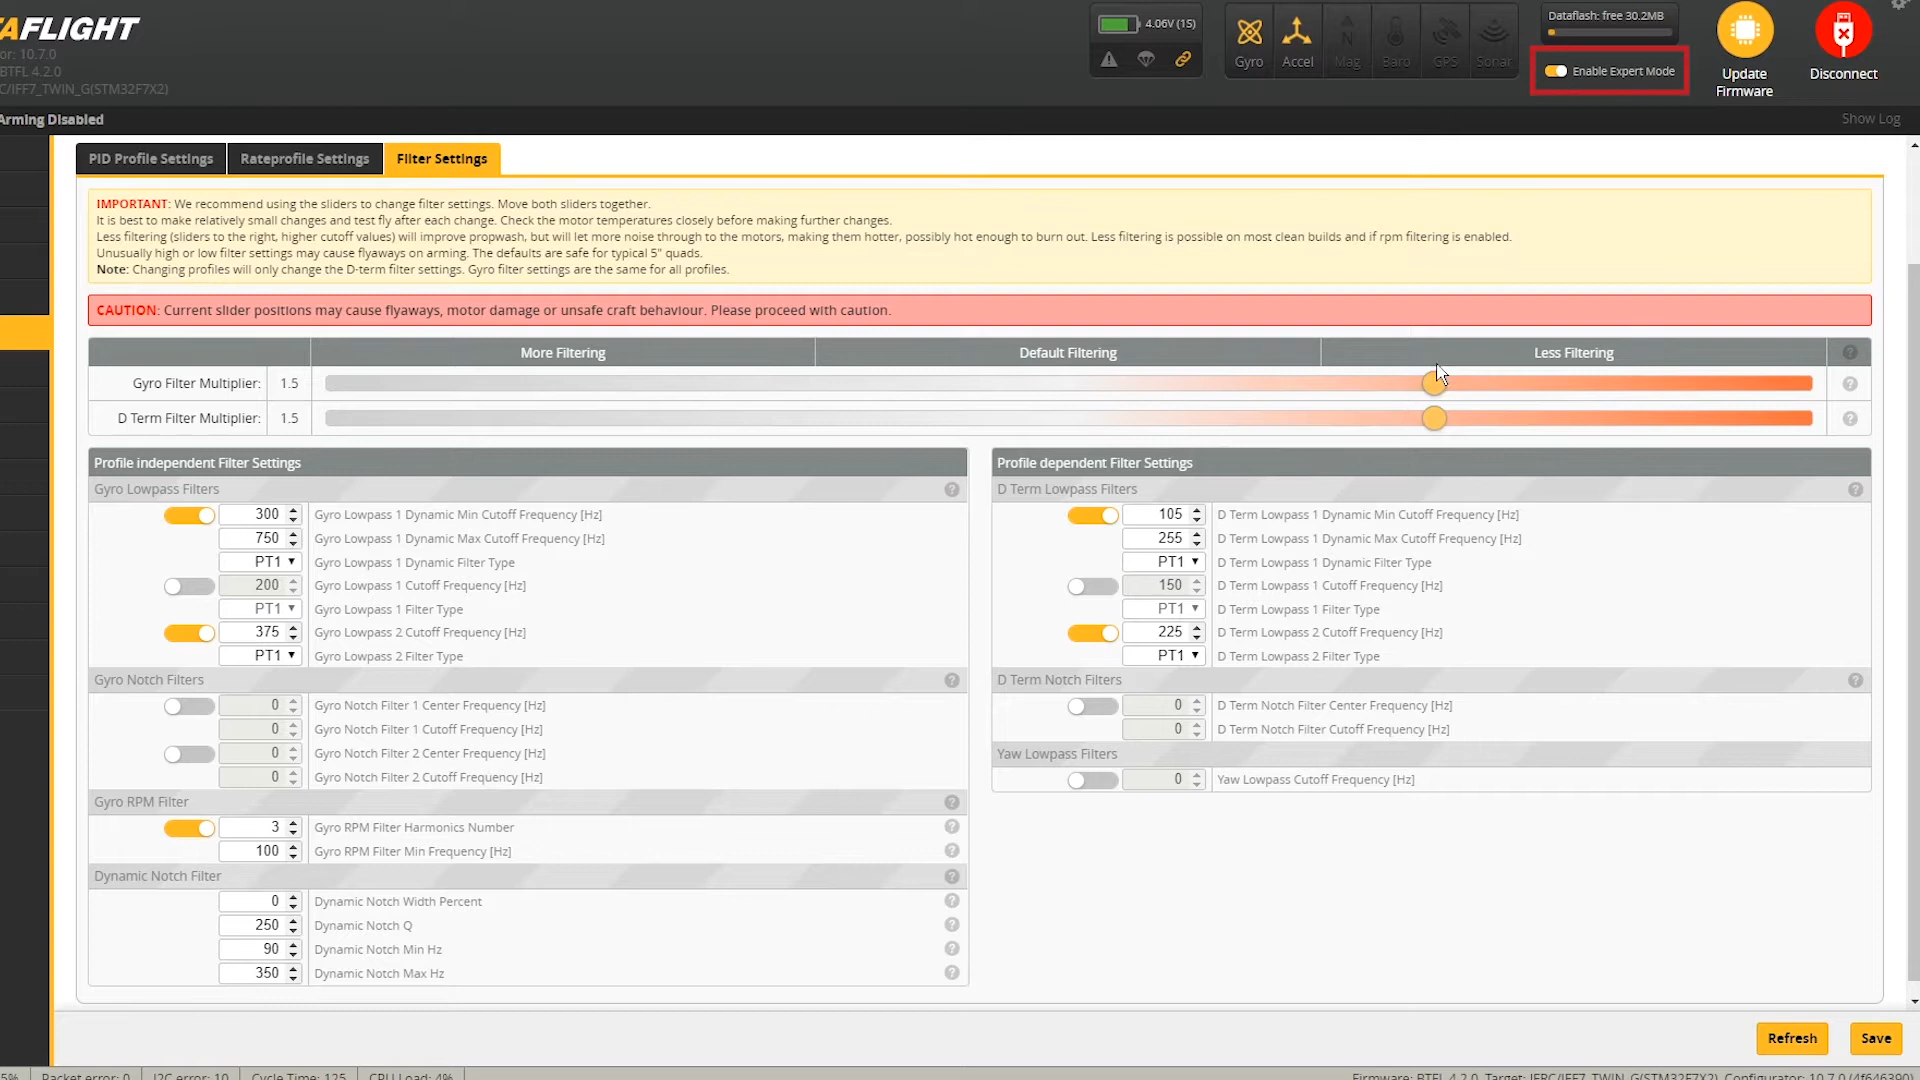 AFLIGHT
or: 10.7.0
BTFL 4.2.0
C/IFF7_TWIN_G(STM32F7X2)
4.06V (1S)
Gyro
Accel
Mag
Baro
GPS
Sonar
Dataflash: free 30.2MB
Enable Expert Mode
Update
Firmware
Disconnect
Arming Disabled
Show Log
PID Profile Settings
Rateprofile Settings
Filter Settings
IMPORTANT: We recommend using the sliders to change filter settings. Move both sliders together.
It is best to make relatively small changes and test fly after each change. Check the motor temperatures closely before making further changes.
Less filtering (sliders to the right, higher cutoff values) will improve propwash, but will let more noise through to the motors, making them hotter, possibly hot enough to burn out. Less filtering is possible on most clean builds and if rpm filtering is enabled.
Unusually high or low filter settings may cause flyaways on arming. The defaults are safe for typical 5" quads.
Note: Changing profiles will only change the D-term filter settings. Gyro filter settings are the same for all profiles.
CAUTION: Current slider positions may cause flyaways, motor damage or unsafe craft behaviour. Please proceed with caution.
More Filtering
Default Filtering
Less Filtering
Gyro Filter Multiplier: 1.5
D Term Filter Multiplier: 1.5
Profile independent Filter Settings
Gyro Lowpass Filters
300 Gyro Lowpass 1 Dynamic Min Cutoff Frequency [Hz]
750 Gyro Lowpass 1 Dynamic Max Cutoff Frequency [Hz]
PT1 Gyro Lowpass 1 Dynamic Filter Type
200 Gyro Lowpass 1 Cutoff Frequency [Hz]
PT1 Gyro Lowpass 1 Filter Type
375 Gyro Lowpass 2 Cutoff Frequency [Hz]
PT1 Gyro Lowpass 2 Filter Type
Gyro Notch Filters
0 Gyro Notch Filter 1 Center Frequency [Hz]
0 Gyro Notch Filter 1 Cutoff Frequency [Hz]
0 Gyro Notch Filter 2 Center Frequency [Hz]
0 Gyro Notch Filter 2 Cutoff Frequency [Hz]
Gyro RPM Filter
3 Gyro RPM Filter Harmonics Number
100 Gyro RPM Filter Min Frequency [Hz]
Dynamic Notch Filter
0 Dynamic Notch Width Percent
250 Dynamic Notch Q
90 Dynamic Notch Min Hz
350 Dynamic Notch Max Hz
Profile dependent Filter Settings
D Term Lowpass Filters
105 D Term Lowpass 1 Dynamic Min Cutoff Frequency [Hz]
255 D Term Lowpass 1 Dynamic Max Cutoff Frequency [Hz]
PT1 D Term Lowpass 1 Dynamic Filter Type
150 D Term Lowpass 1 Cutoff Frequency [Hz]
PT1 D Term Lowpass 1 Filter Type
225 D Term Lowpass 2 Cutoff Frequency [Hz]
PT1 D Term Lowpass 2 Filter Type
D Term Notch Filters
0 D Term Notch Filter Center Frequency [Hz]
0 D Term Notch Filter Cutoff Frequency [Hz]
Yaw Lowpass Filters
0 Yaw Lowpass Cutoff Frequency [Hz]
Refresh
Save
5% Packet error: 0 I2C error: 10 Cycle Time: 125 CPU Load: 4%
Firmware: BTFL 4.2.0, Target: IFRC/IFF7_TWIN_G(STM32F7X2), Configurator: 10.7.0 (4f646390)